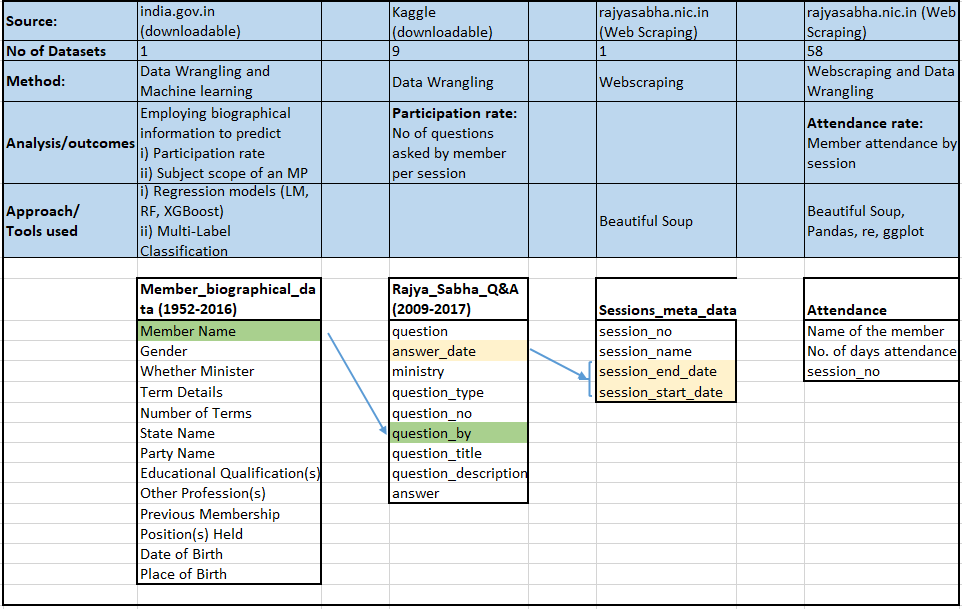 Source:
india.gov.in
(downloadable)
Kaggle
(downloadable)
rajyasabha.nic.in
(Web Scraping)
rajyasabha.nic.in (Web
Scraping)
No of Datasets
1
9
1
58
Method:
Data Wrangling and
Machine learning
Data Wrangling
Webscraping
Webscraping and Data
Wrangling
Analysis/outcomes
Employing biographical
information to predict
i) Participation rate
ii) Subject scope of an MP
Participation rate:
No of questions
asked by member
per session
Attendance rate:
Member attendance by
session
Approach/
Tools used
i) Regression models (LM,
RF, XGBoost)
ii) Multi-Label
Classification
Beautiful Soup
Beautiful Soup,
Pandas, re, ggplot
Member_biographical_da
ta (1952-2016)
Member Name
Gender
Whether Minister
Term Details
Number of Terms
State Name
Party Name
Educational Qualification(s)
Other Profession(s)
Previous Membership
Position(s) Held
Date of Birth
Place of Birth
Rajya_Sabha_Q&A
(2009-2017)
question
answer_date
ministry
question_type
question_no
question_by
question_title
question_description
answer
Sessions_meta_data
session_no
session_name
session_end_date
session_start_date
Attendance
Name of the member
No. of days attendance
session_no